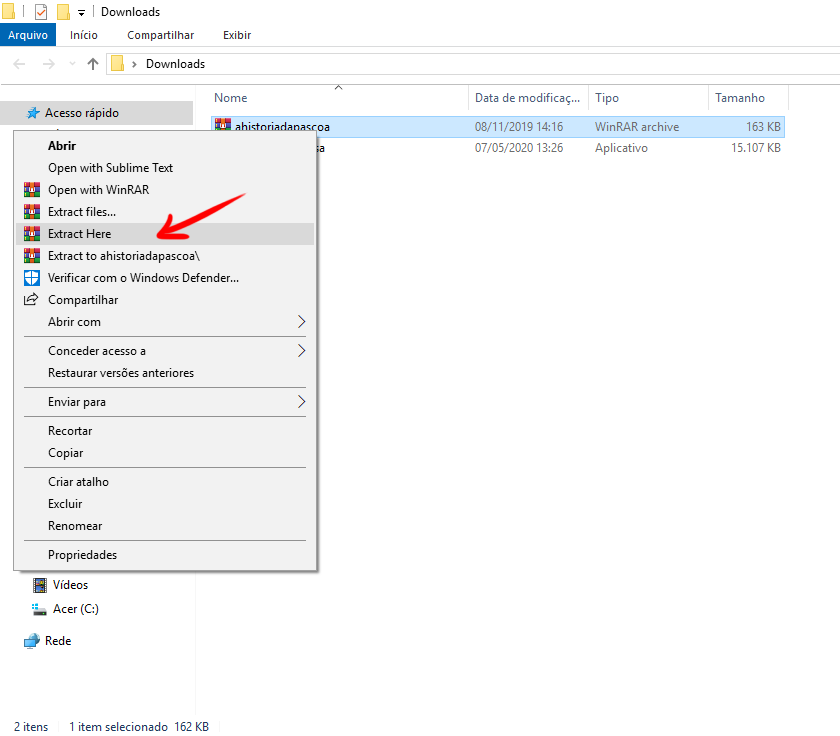 Downloads
Arquivo Início Compartilhar Exibir
Downloads
Nome Data de modificaç... Tipo Tamanho
Acesso rápido
ahistoriadapascoa 08/11/2019 14:16 WinRAR archive 163 KB
07/05/2020 13:26 Aplicativo 15.107 KB
Abrir
Open with Sublime Text
Open with WinRAR
Extract files...
Extract Here
Extract to ahistoriadapascoa\
Verificar com o Windows Defender...
Compartilhar
Abrir com
Conceder acesso a
Restaurar versões anteriores
Enviar para
Recortar
Copiar
Criar atalho
Excluir
Renomear
Propriedades
Vídeos
Acer (C:)
Rede
2 itens 1 item selecionado 162 KB